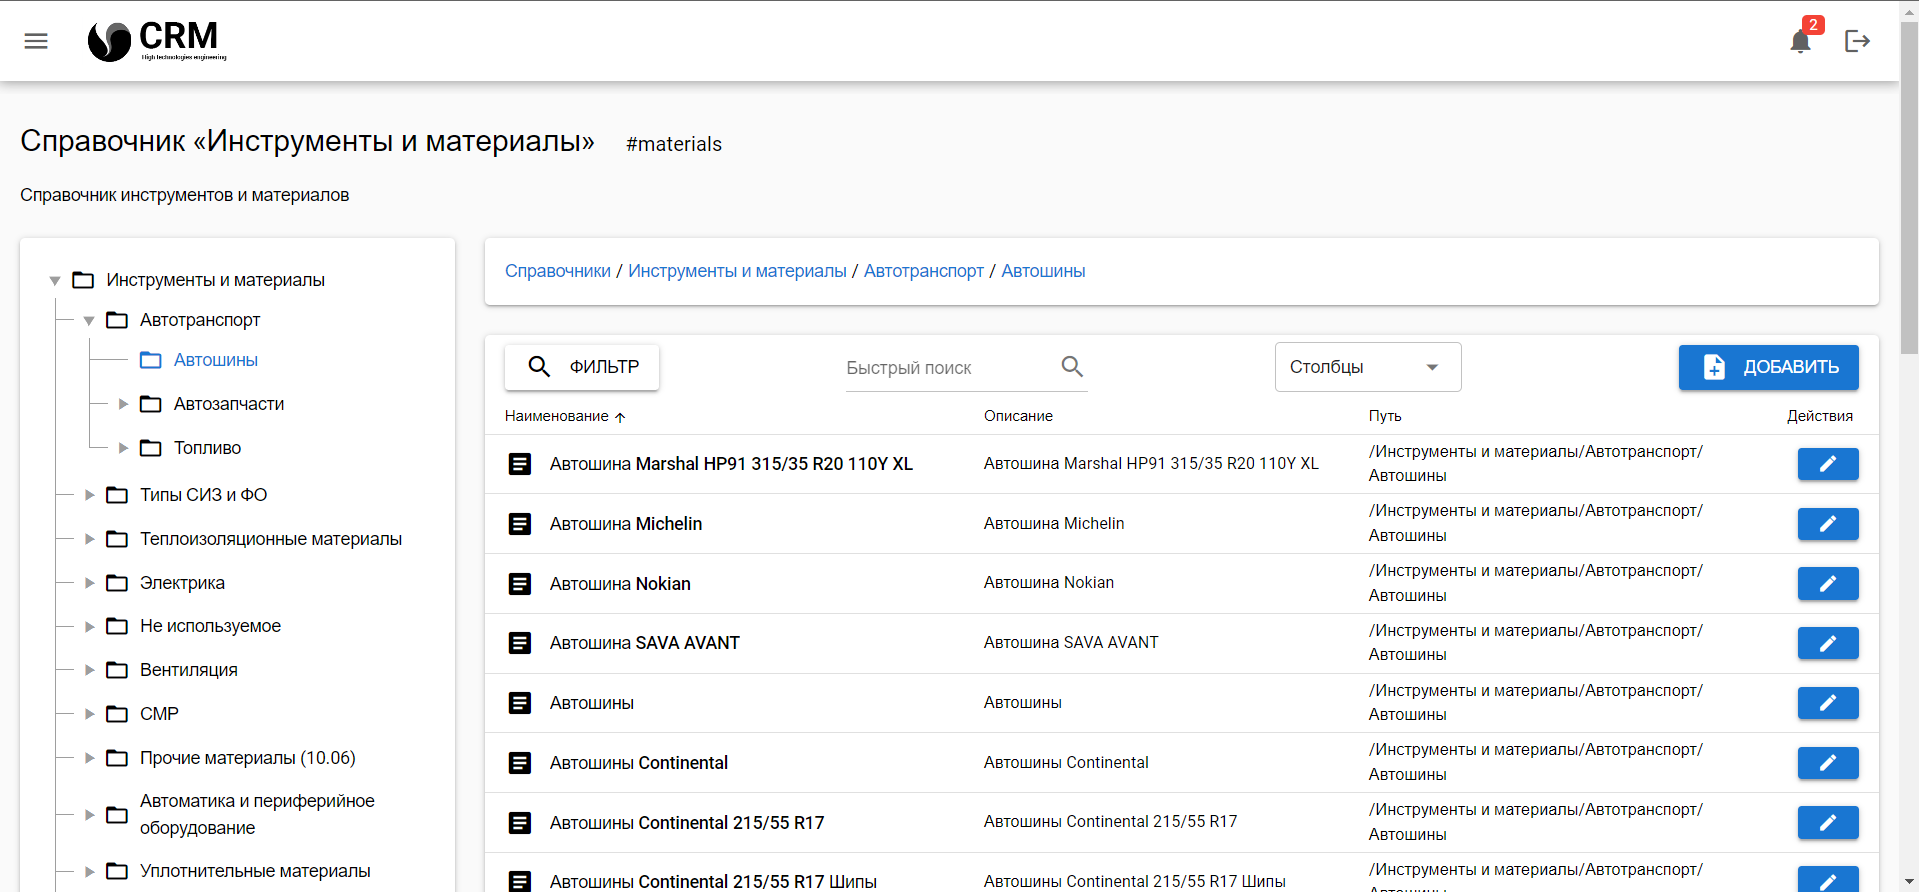 CRM
High technologies engineering
2
Справочник «Инструменты и материалы» #materials
Справочник инструментов и материалов
Инструменты и материалы
Автотранспорт
Автошины
Автозапчасти
Топливо
Типы СИЗ и ФО
Теплоизоляционные материалы
Электрика
Не используемое
Вентиляция
СМР
Прочие материалы (10.06)
Автоматика и периферийное
оборудование
Уплотнительные материалы
Справочники / Инструменты и материалы / Автотранспорт / Автошины
ФИЛЬТР Быстрый поиск Столбцы ДОБАВИТЬ
Наименование Описание Путь Действия
Автошина Marshal HP91 315/35 R20 110Y XL Автошина Marshal HP91 315/35 R20 110Y XL /Инструменты и материалы/Автотранспорт/
Автошины
Автошина Michelin Автошина Michelin /Инструменты и материалы/Автотранспорт/
Автошины
Автошина Nokian Автошина Nokian /Инструменты и материалы/Автотранспорт/
Автошины
Автошина SAVA AVANT Автошина SAVA AVANT /Инструменты и материалы/Автотранспорт/
Автошины
Автошины Автошины /Инструменты и материалы/Автотранспорт/
Автошины
Автошины Continental Автошины Continental /Инструменты и материалы/Автотранспорт/
Автошины
Автошины Continental 215/55 R17 Автошины Continental 215/55 R17 /Инструменты и материалы/Автотранспорт/
Автошины
Автошины Continental 215/55 R17 Шипы Автошины Continental 215/55 R17 Шипы /Инструменты и материалы/Автотранспорт/